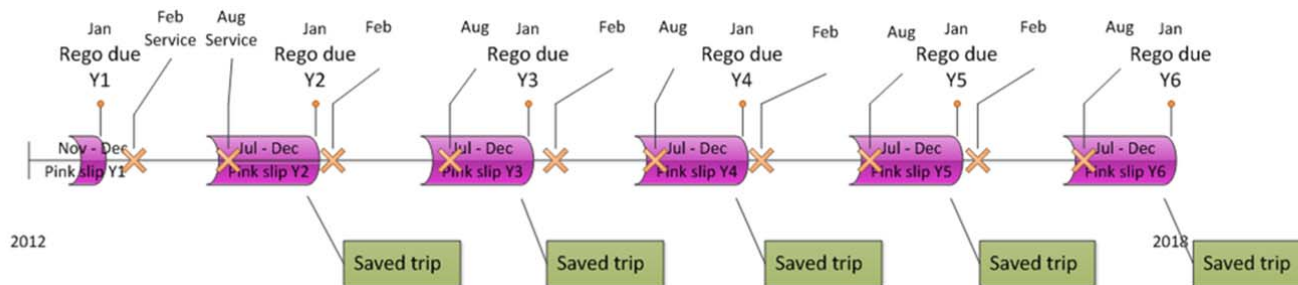 Jan
Rego due
Y1
Feb
Service
Aug
Service
Jan
Rego due
Y2
Feb
Aug
Jan
Rego due
Y3
Feb
Aug
Jan
Rego due
Y4
Feb
Aug
Jan
Rego due
Y5
Feb
Aug
Jan
Rego due
Y6
Nov - Dec
Pink slip Y1
Jul - Dec
Pink slip Y2
Jul - Dec
Pink slip Y3
Jul - Dec
Pink slip Y4
Jul - Dec
Pink slip Y5
Jul - Dec
Pink slip Y6
2012
2018
Saved trip
Saved trip
Saved trip
Saved trip
Saved trip